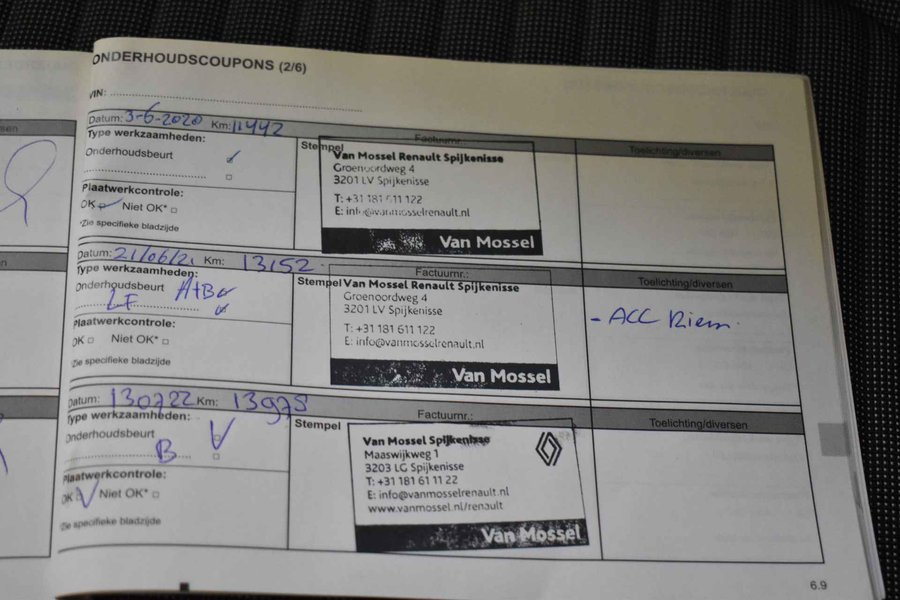 ONDERHOUDSCOUPONS (2/6)
VIN:
Datum: 3-6-2020 Km: 11442 Factuurnr.:
Type werkzaamheden:
Onderhoudsbeurt
Plaatwerkcontrole:
OK Niet OK*
*Zie specifieke bladzijde
Stempel
Van Mossel Renault Spijkenisse
Groenoordweg 4
3201 LV Spijkenisse
T: +31 181 611 122
E: info@vanmosselrenault.nl
Van Mossel
Toelichting/diversen
Datum: 21/06/21 Km: 13152 Factuurnr.:
Type werkzaamheden:
Onderhoudsbeurt A+B
LF
Plaatwerkcontrole:
OK Niet OK*
*Zie specifieke bladzijde
Stempel
Van Mossel Renault Spijkenisse
Groenoordweg 4
3201 LV Spijkenisse
T: +31 181 611 122
E: info@vanmosselrenault.nl
Van Mossel
Toelichting/diversen
- ACC Riem
Datum: 130722 Km: 13975 Factuurnr.:
Type werkzaamheden:
Onderhoudsbeurt
B
Plaatwerkcontrole:
OK Niet OK*
*Zie specifieke bladzijde
Stempel
Van Mossel Spijkenisse
Maaswijkweg 1
3203 LG Spijkenisse
T: +31 181 61 11 22
E: info@vanmosselrenault.nl
www.vanmossel.nl/renault
Van Mossel
Toelichting/diversen
6.9